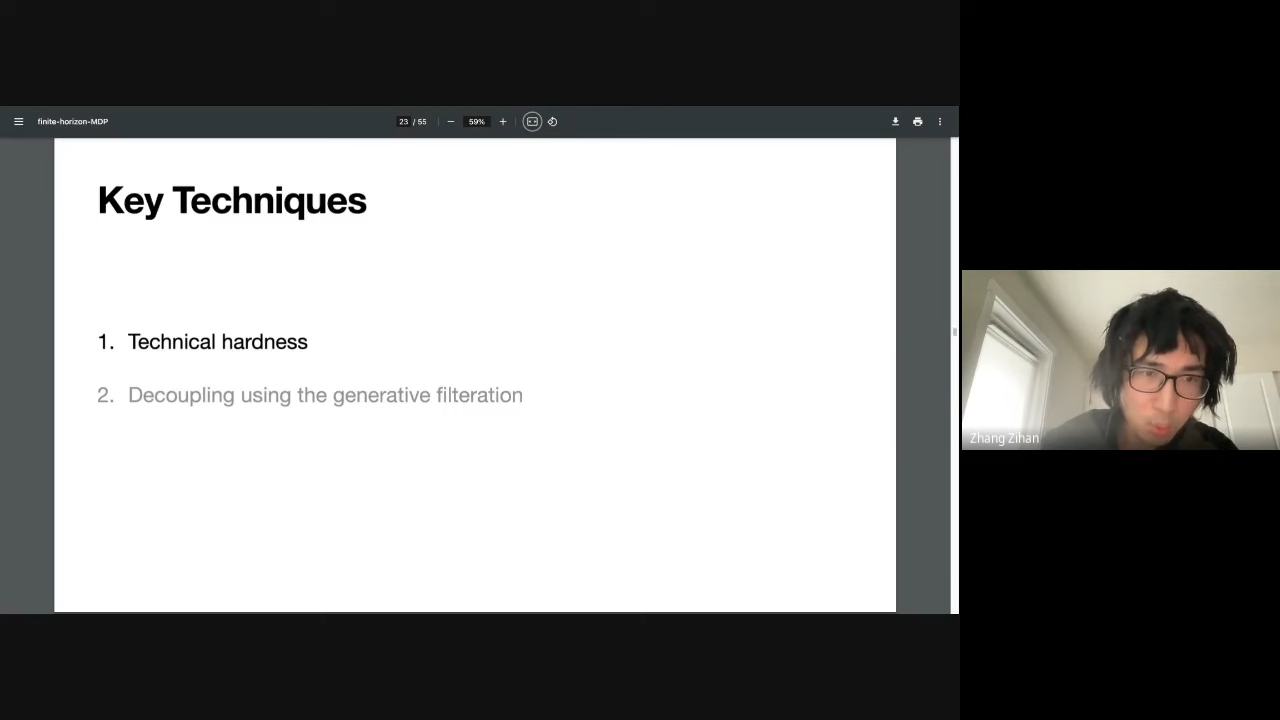 finite-horizon-MDP
23 / 55
59%
Key Techniques
1. Technical hardness
2. Decoupling using the generative filteration
Zhang Zihan